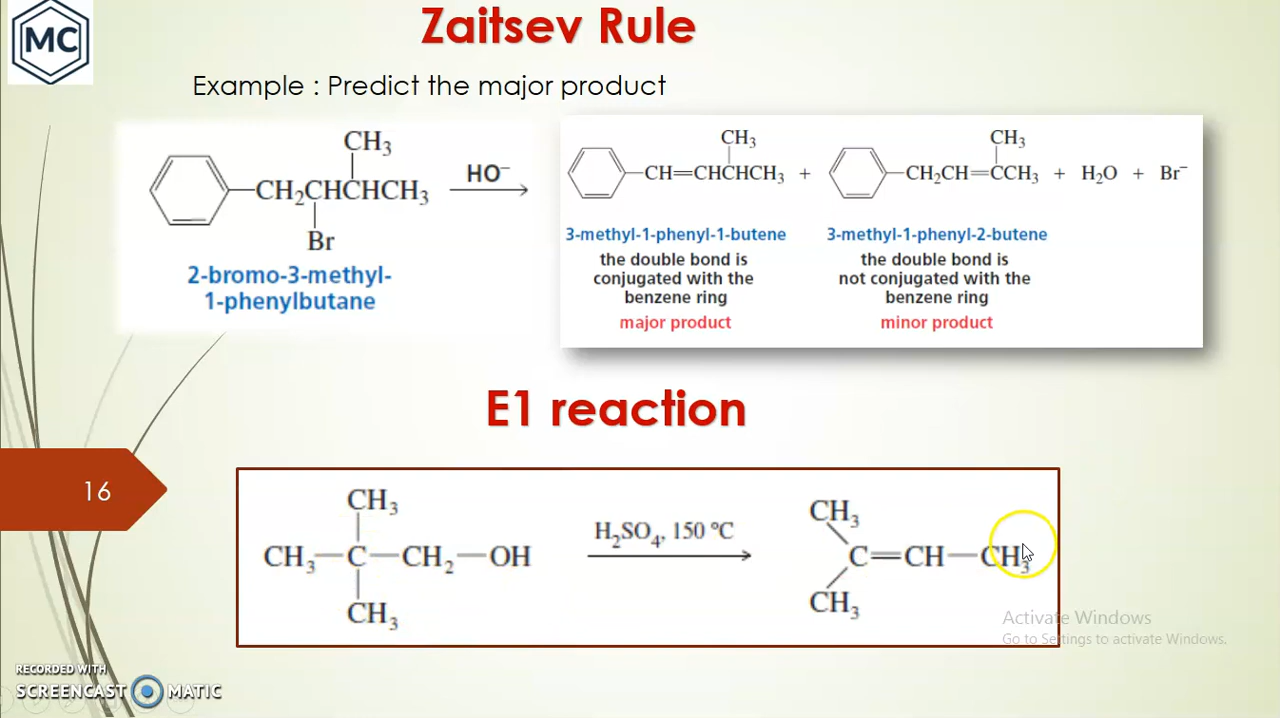 MC
Zaitsev Rule
Example : Predict the major product
CH₃
CH₂CHCHCH₃
Br
HO⁻
2-bromo-3-methyl-
1-phenylbutane
CH₃
CH=CHCHCH₃ +
3-methyl-1-phenyl-1-butene
the double bond is
conjugated with the
benzene ring
major product
CH₃
CH₂CH=CCH₃ + H₂O + Br⁻
3-methyl-1-phenyl-2-butene
the double bond is
not conjugated with the
benzene ring
minor product
E1 reaction
16
CH₃
CH₃—C—CH₂—OH
CH₃
H₂SO₄, 150 ºC
CH₃
C=CH—CH₃
CH₃
Activate Windows
Go to Settings to activate Windows.
RECORDED WITH
SCREENCAST MATIC